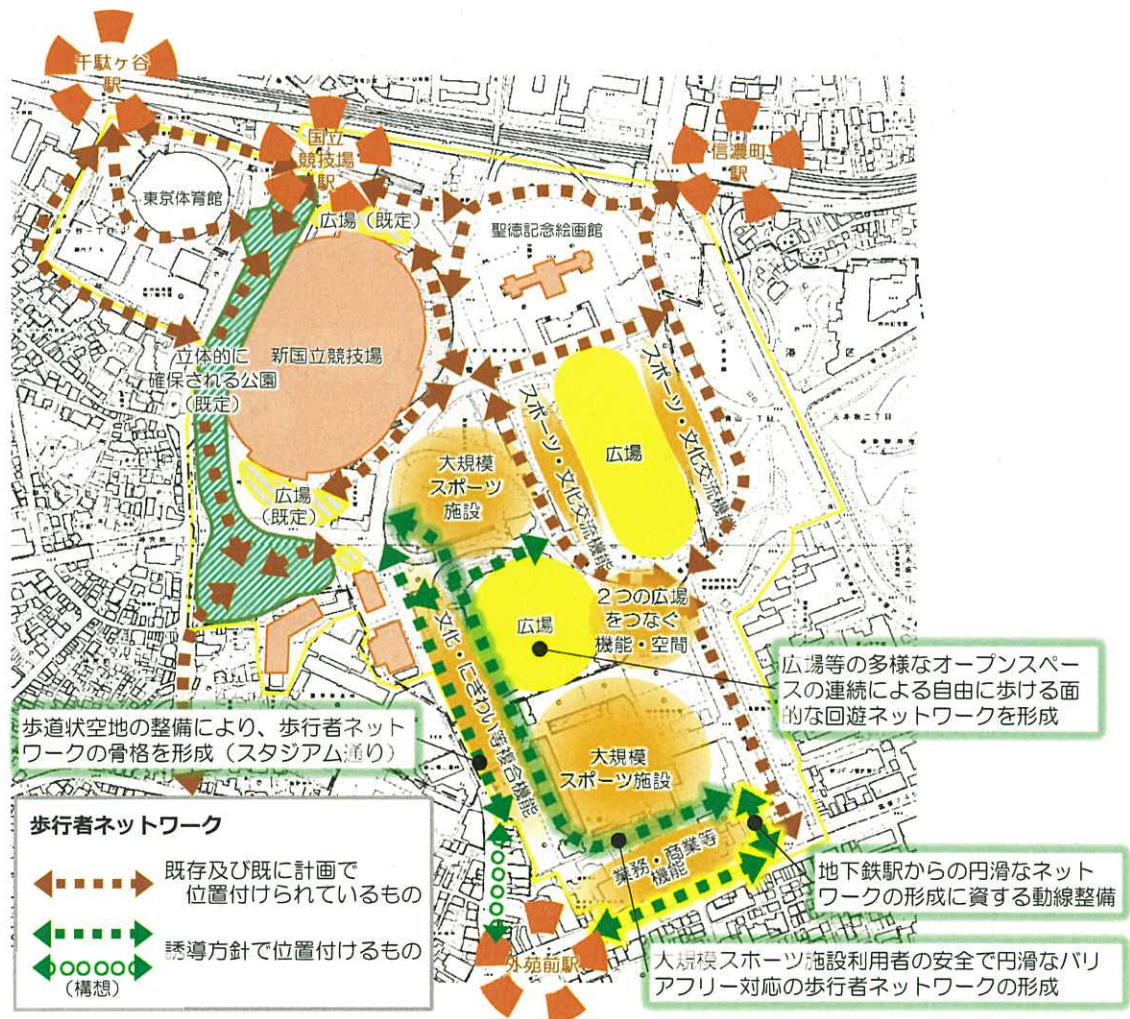 千駄ヶ谷
駅
国立
競技場
駅
信濃町
駅
東京体育館
広場(既定)
聖徳記念絵画館
立体的に
確保される公園
(既定)
新国立競技場
港 区
スポーツ・文化交流機能
スポーツ・文化交流機能
広場
大規模
スポーツ
施設
広場
(既定)
2つの広場
をつなぐ
機能・空間
広場
文化・にぎわい等複合機能
広場等の多様なオープンスペー
スの連続による自由に歩ける面
的な回遊ネットワークを形成
歩道状空地の整備により、歩行者ネット
ワークの骨格を形成(スタジアム通り)
大規模
スポーツ施設
業務・商業等
機能
地下鉄駅からの円滑なネット
ワークの形成に資する動線整備
外苑前駅
大規模スポーツ施設利用者の安全で円滑なバリ
アフリー対応の歩行者ネットワークの形成
歩行者ネットワーク
既存及び既に計画で
位置付けられているもの
誘導方針で位置付けるもの
(構想)